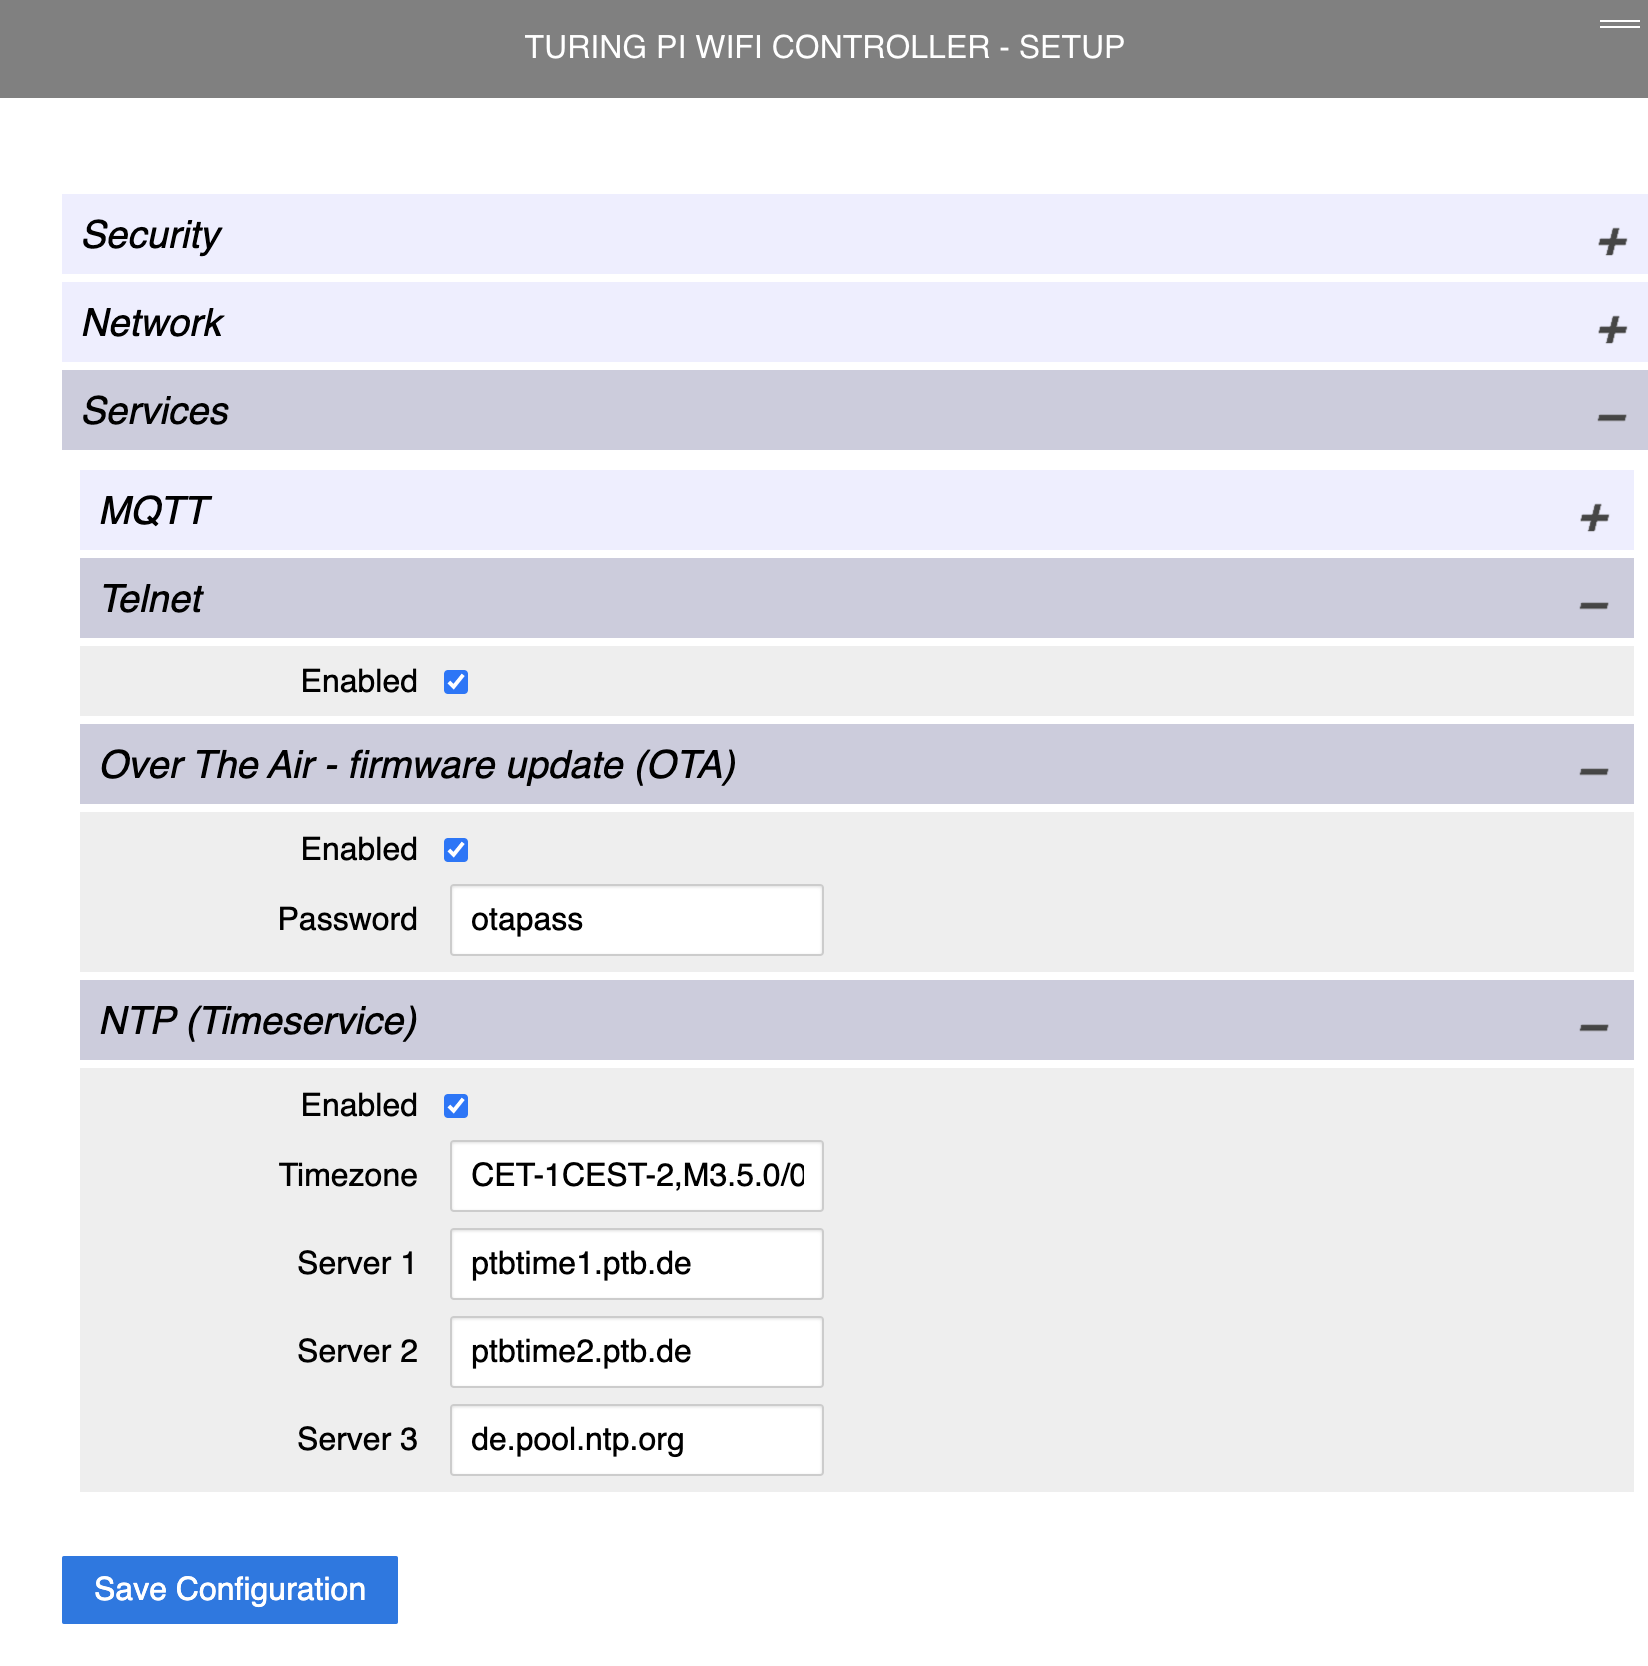 TURING PI WIFI CONTROLLER - SETUP
Security
Network
Services
MQTT
Telnet
Enabled
Over The Air - firmware update (OTA)
Enabled
Password otapass
NTP (Timeservice)
Enabled
Timezone CET-1CEST-2,M3.5.0/0
Server 1 ptbtime1.ptb.de
Server 2 ptbtime2.ptb.de
Server 3 de.pool.ntp.org
Save Configuration